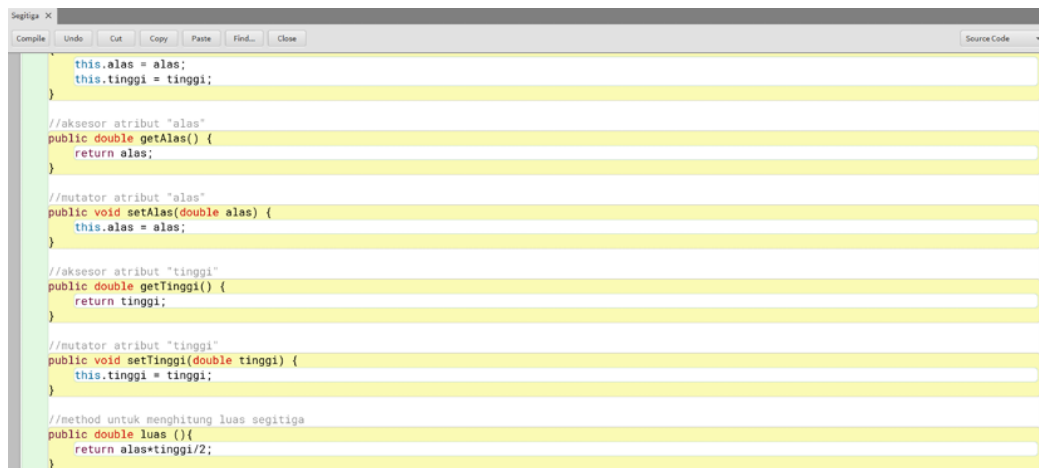 Segitiga X
Compile Undo Cut Copy Paste Find... Close Source Code
{
this.alas = alas;
this.tinggi = tinggi;
}
//aksesor atribut "alas"
public double getAlas() {
return alas;
}
//mutator atribut "alas"
public void setAlas(double alas) {
this.alas = alas;
}
//aksesor atribut "tinggi"
public double getTinggi() {
return tinggi;
}
//mutator atribut "tinggi"
public void setTinggi(double tinggi) {
this.tinggi = tinggi;
}
//method untuk menghitung luas segitiga
public double luas (){
return alas*tinggi/2;
}